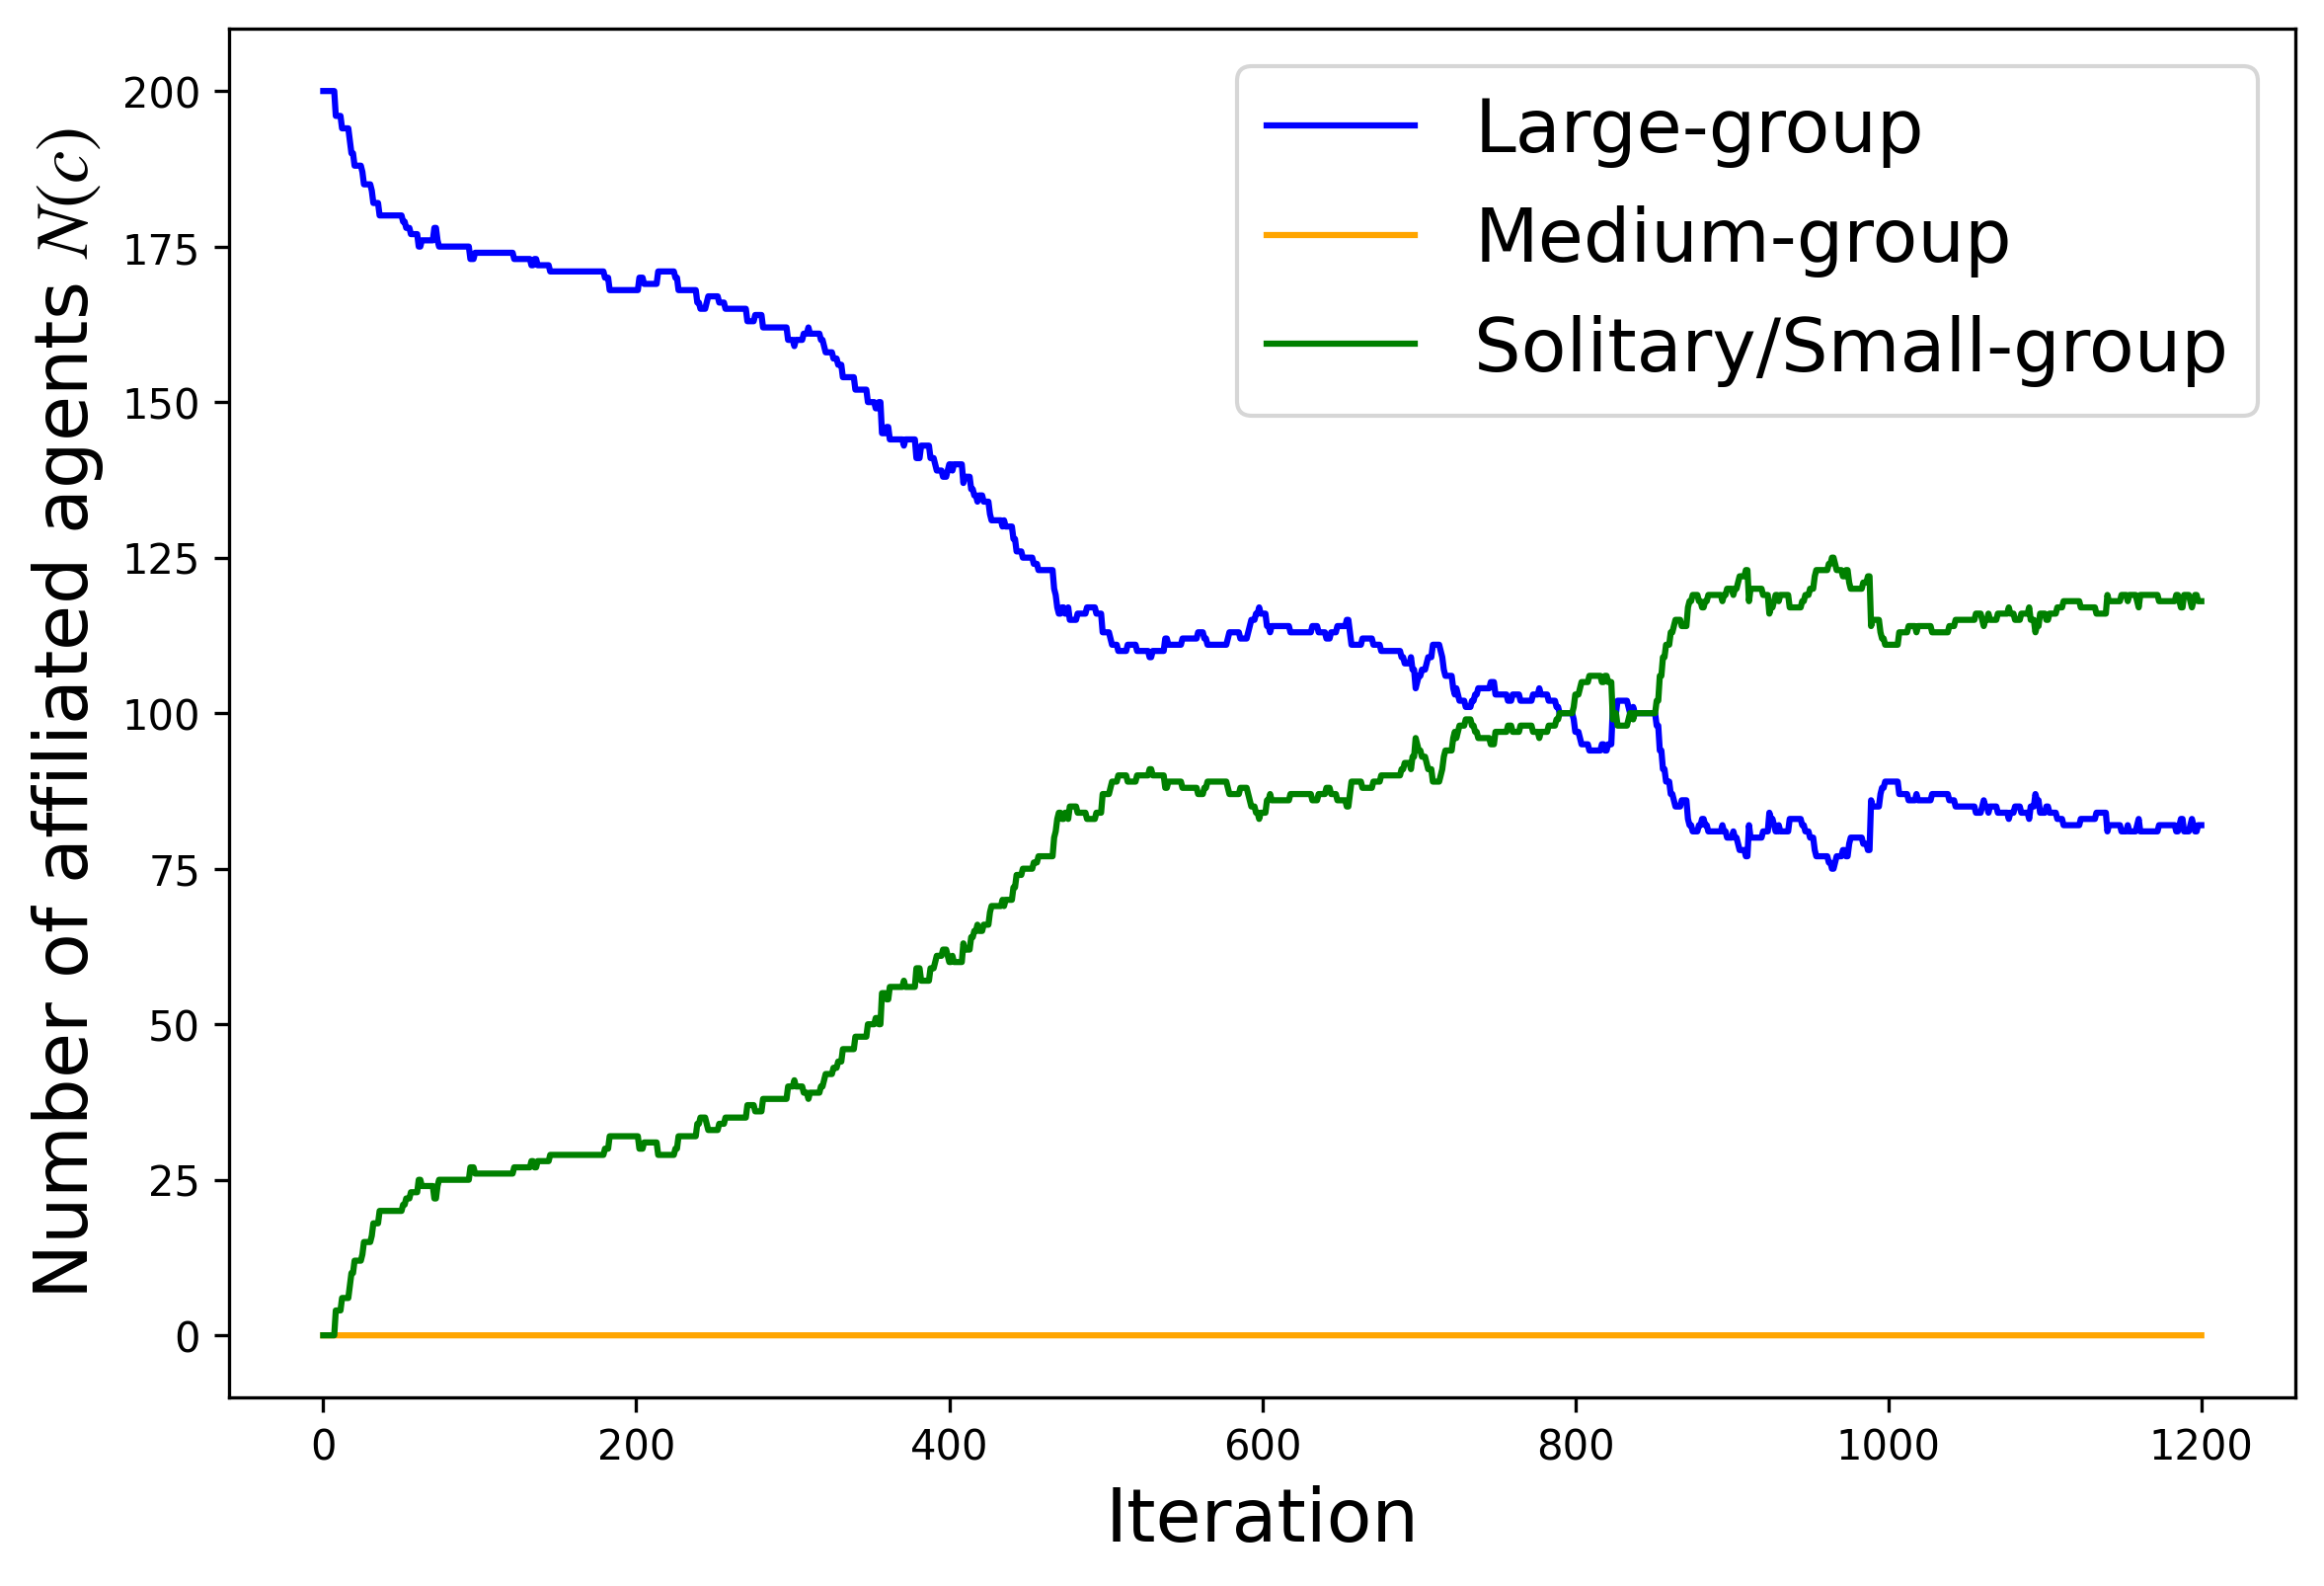 Number of affiliated agents N(c)
200
175
150
125
100
75
50
25
0
Large-group
Medium-group
Solitary/Small-group
0 200 400 600 800 1000 1200
Iteration